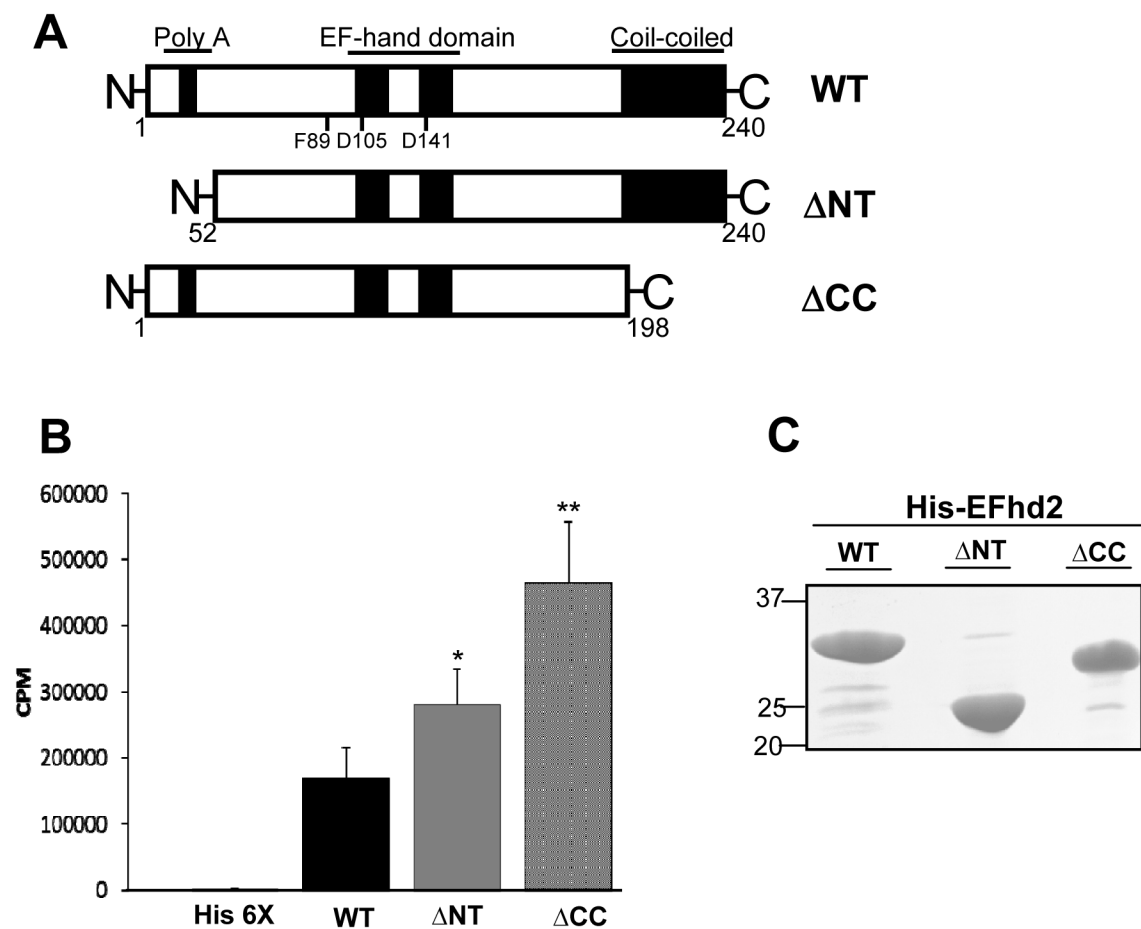 A
Poly A EF-hand domain Coil-coiled
N C WT
1 F89 D105 D141 240
N C ΔNT
52 240
N C ΔCC
1 198
B
600000
500000
400000
300000
200000
100000
0
CPM
* **
His 6X WT ΔNT ΔCC
C
His-EFhd2
WT ΔNT ΔCC
37
25
20